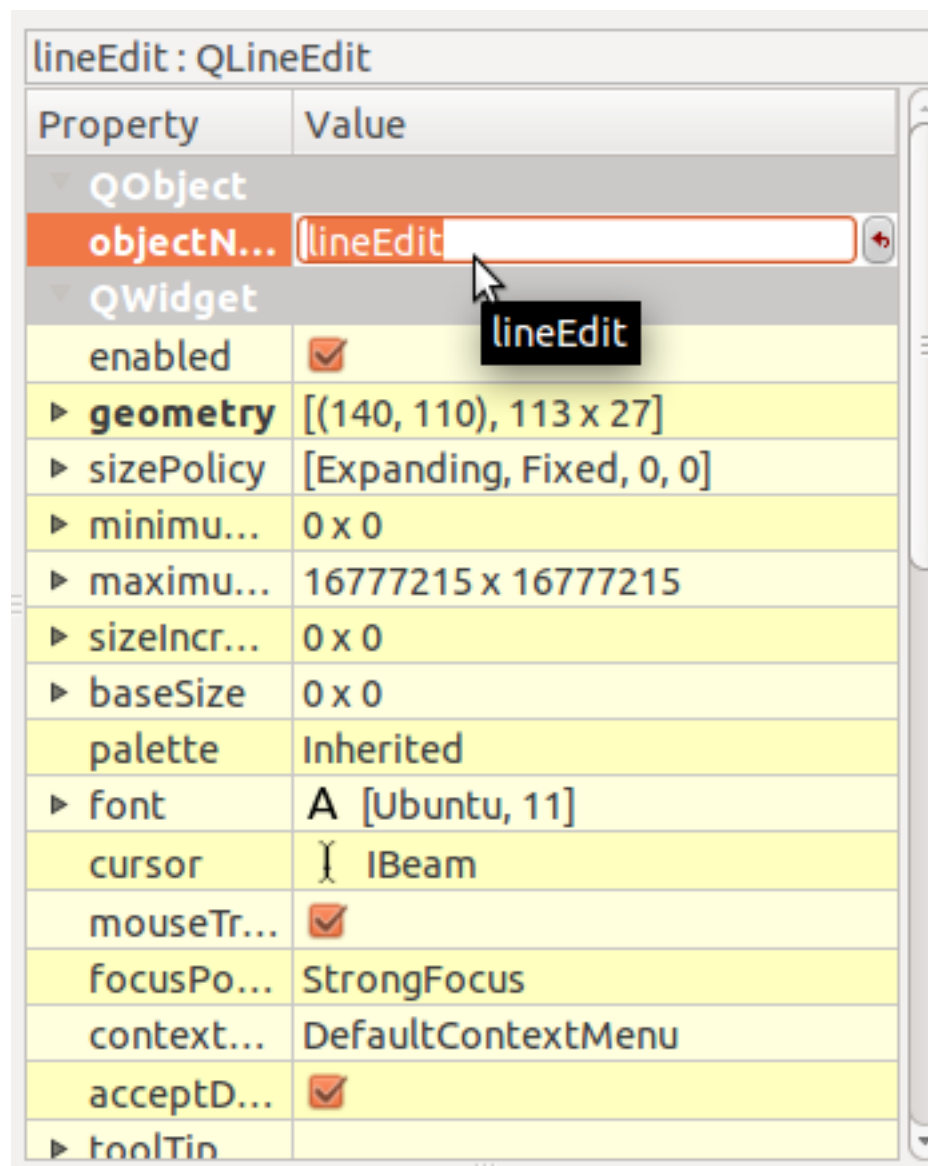 lineEdit : QLineEdit
Property Value
QObject
objectN... lineEdit
QWidget
lineEdit
enabled
geometry [(140, 110), 113 x 27]
sizePolicy [Expanding, Fixed, 0, 0]
minimu... 0 x 0
maximu... 16777215 x 16777215
sizeIncr... 0 x 0
baseSize 0 x 0
palette Inherited
font A [Ubuntu, 11]
cursor IBeam
mouseTr...
focusPo... StrongFocus
context... DefaultContextMenu
acceptD...
toolTip